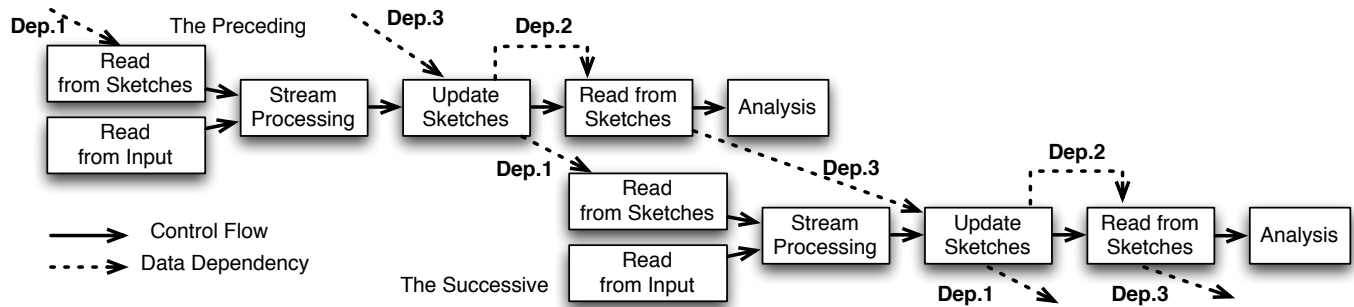 Dep.1
The Preceding
Dep.3
Dep.2
Read
from Sketches
Read
from Input
Stream
Processing
Update
Sketches
Read from
Sketches
Analysis
Dep.1
Dep.3
Dep.2
Read
from Sketches
Read
from Input
Stream
Processing
Update
Sketches
Read from
Sketches
Analysis
Control Flow
Data Dependency
The Successive
Dep.1
Dep.3